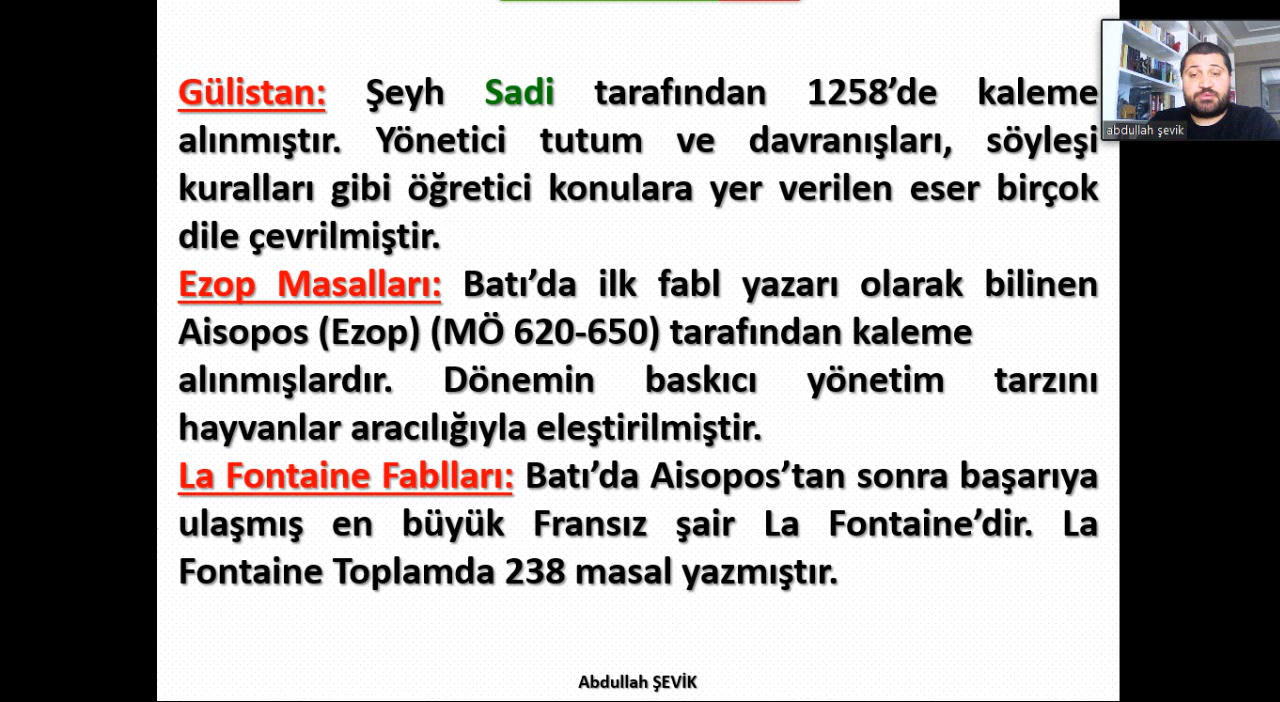 Gülistan: Şeyh Sadi tarafından 1258’de kaleme
alınmıştır. Yönetici tutum ve davranışları, söyleşi
kuralları gibi öğretici konulara yer verilen eser birçok
dile çevrilmiştir.
Ezop Masalları: Batı’da ilk fabl yazarı olarak bilinen
Aisopos (Ezop) (MÖ 620-650) tarafından kaleme
alınmışlardır. Dönemin baskıcı yönetim tarzını
hayvanlar aracılığıyla eleştirilmiştir.
La Fontaine Fablları: Batı’da Aisopos’tan sonra başarıya
ulaşmış en büyük Fransız şair La Fontaine’dir. La
Fontaine Toplamda 238 masal yazmıştır.
Abdullah ŞEVİK
abdullah şevik